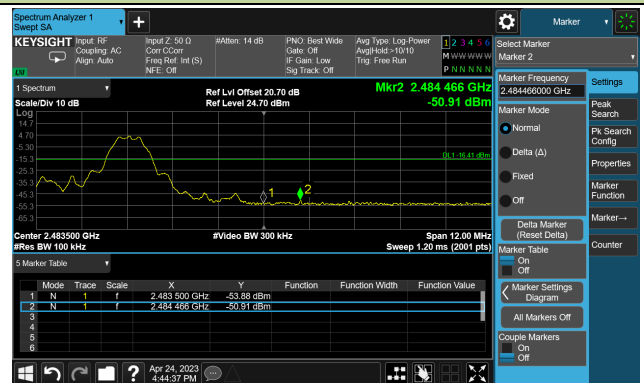 Spectrum Analyzer 1
Swept SA
Marker
KEYSIGHT
Input: RF
Coupling: AC
Align: Auto
Input Z: 50 Ω
Corr CCorr
Freq Ref: Int (S)
NFE: Off
#Atten: 14 dB
PNO: Best Wide
Gate: Off
IF Gain: Low
Sig Track: Off
Avg Type: Log-Power
Avg|Hold:>10/10
Trig: Free Run
1 2 3 4 5 6
M W W W W W
P N N N N N
LXI
Select Marker
Marker 2
1 Spectrum
Scale/Div 10 dB
Log
Ref Lvl Offset 20.70 dB
Ref Level 24.70 dBm
Mkr2 2.484 466 GHz
-50.91 dBm
14.7
4.70
-5.30
-15.3
-25.3
-35.3
-45.3
-55.3
-65.3
DL1 -16.41 dBm
1
2
Center 2.483500 GHz
#Res BW 100 kHz
#Video BW 300 kHz
Span 12.00 MHz
Sweep 1.20 ms (2001 pts)
5 Marker Table
Mode Trace Scale X Y Function Function Width Function Value
1 N 1 f 2.483 500 GHz -53.88 dBm
2 N 1 f 2.484 466 GHz -50.91 dBm
3
4
5
6
Marker Frequency
2.484466000 GHz
Marker Mode
Normal
Delta (Δ)
Fixed
Off
Delta Marker
(Reset Delta)
Marker Table
On
Off
Marker Settings
Diagram
All Markers Off
Couple Markers
On
Off
Settings
Peak
Search
Pk Search
Config
Properties
Marker
Function
Marker→
Counter
Apr 24, 2023
4:44:37 PM